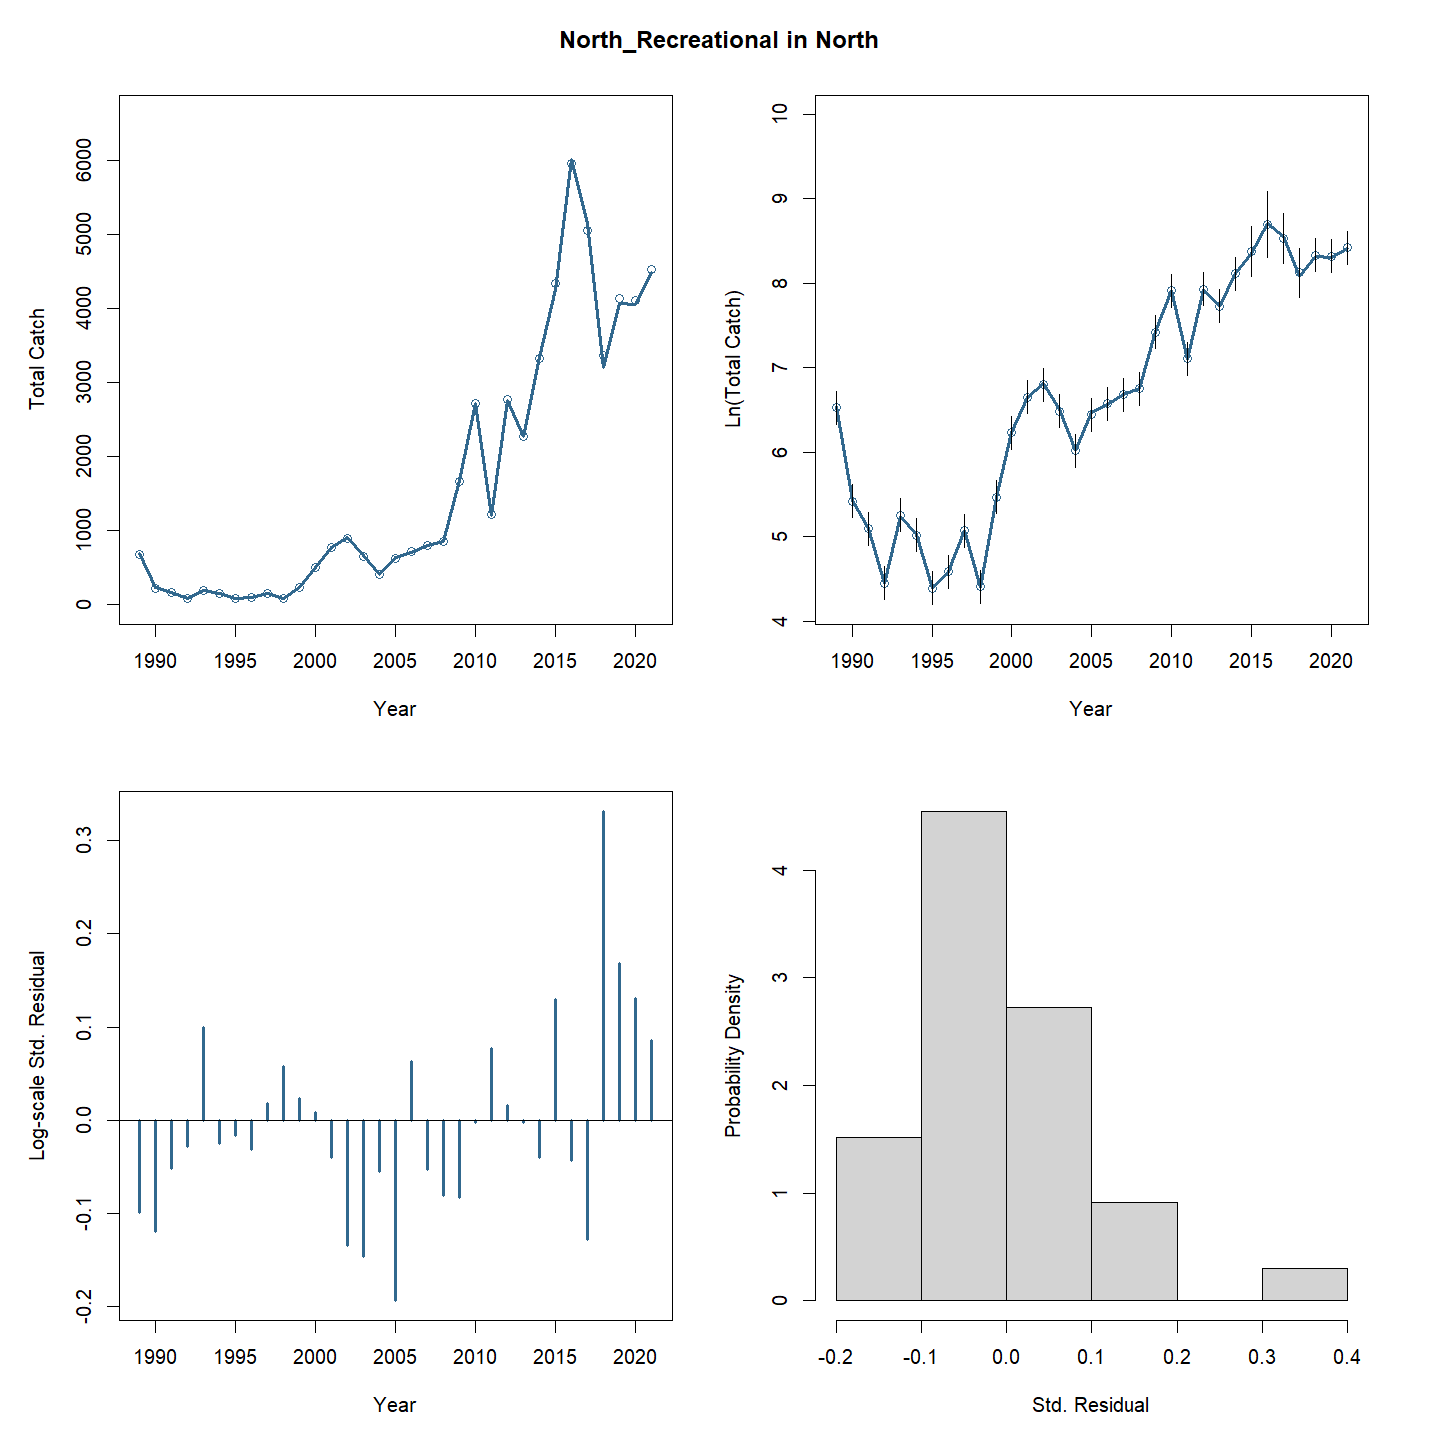 North_Recreational in North
Total Catch
0 1000 2000 3000 4000 5000 6000
1990 1995 2000 2005 2010 2015 2020
Year
Ln(Total Catch)
4 5 6 7 8 9 10
1990 1995 2000 2005 2010 2015 2020
Year
Log-scale Std. Residual
-0.2 -0.1 0.0 0.1 0.2 0.3
1990 1995 2000 2005 2010 2015 2020
Year
Probability Density
0 1 2 3 4
-0.2 -0.1 0.0 0.1 0.2 0.3 0.4
Std. Residual